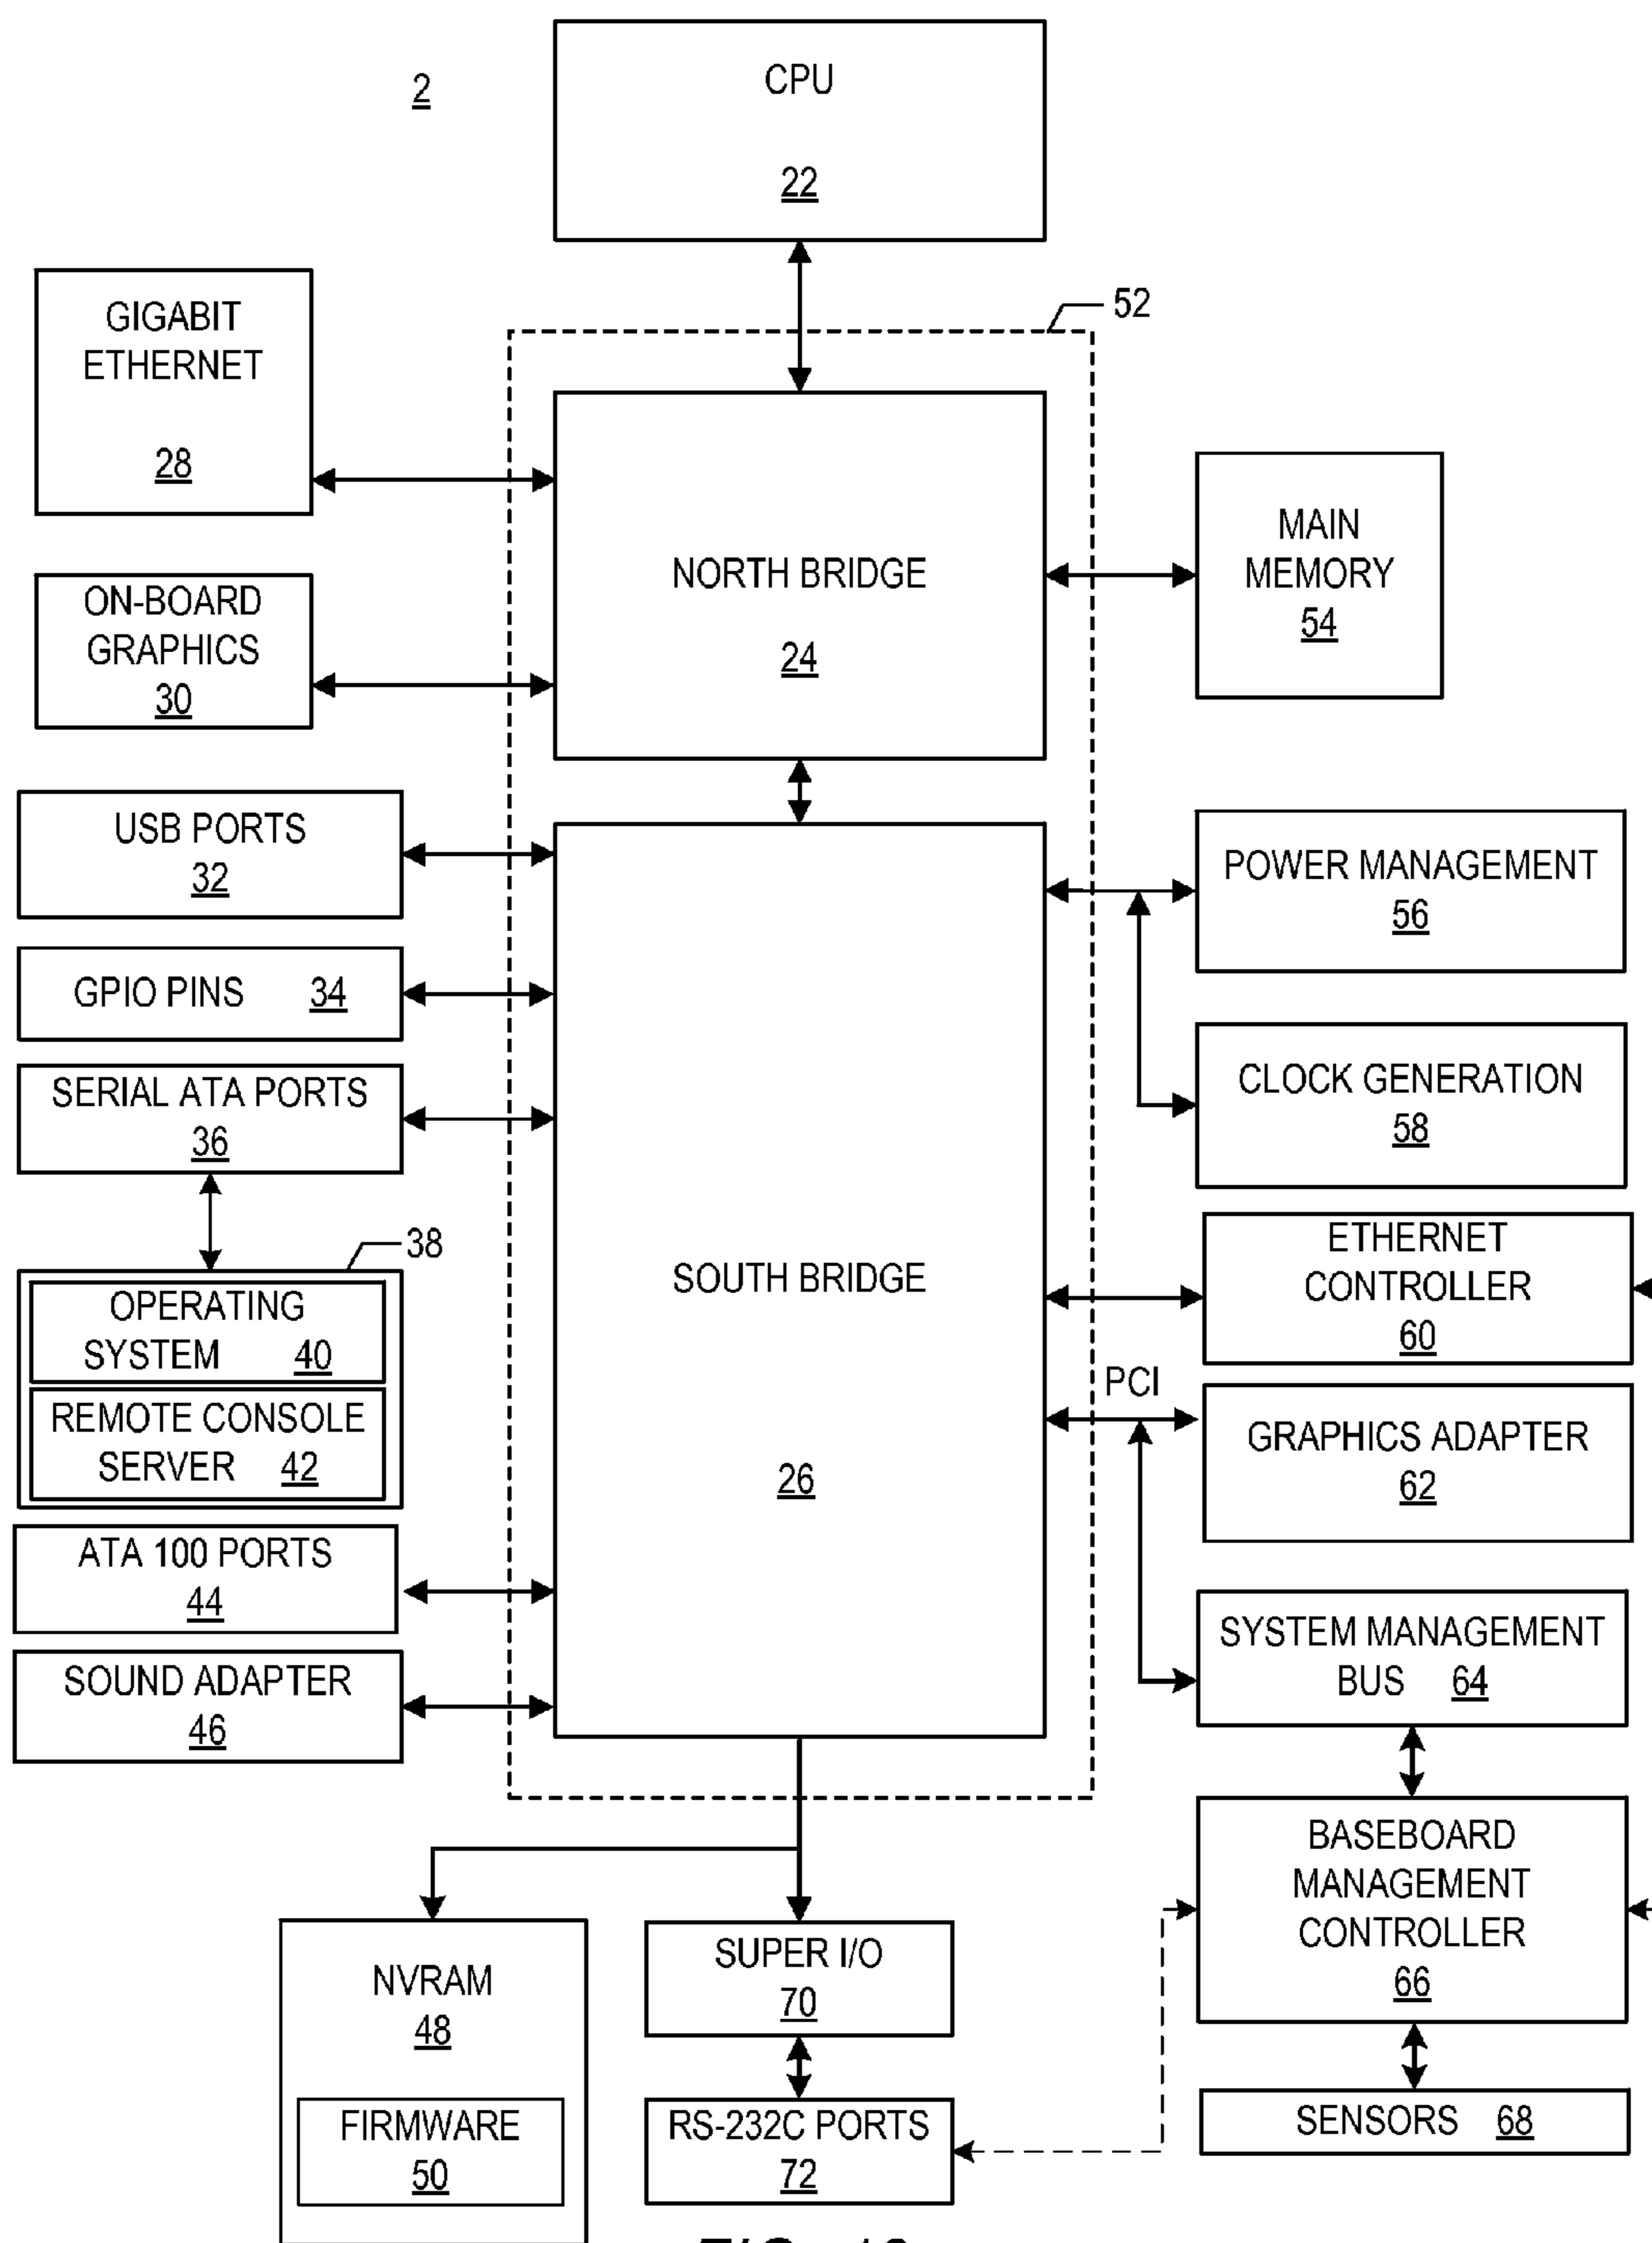 2
CPU
22
52
GIGABIT
ETHERNET
28
NORTH BRIDGE
24
MAIN
MEMORY
54
ON-BOARD
GRAPHICS
30
USB PORTS
32
POWER MANAGEMENT
56
GPIO PINS 34
SERIAL ATA PORTS
36
CLOCK GENERATION
58
38
OPERATING
SYSTEM 40
REMOTE CONSOLE
SERVER 42
SOUTH BRIDGE
26
ETHERNET
CONTROLLER
60
PCI
GRAPHICS ADAPTER
62
ATA 100 PORTS
44
SOUND ADAPTER
46
SYSTEM MANAGEMENT
BUS 64
BASEBOARD
MANAGEMENT
CONTROLLER
66
NVRAM
48
FIRMWARE
50
SUPER I/O
70
RS-232C PORTS
72
SENSORS 68